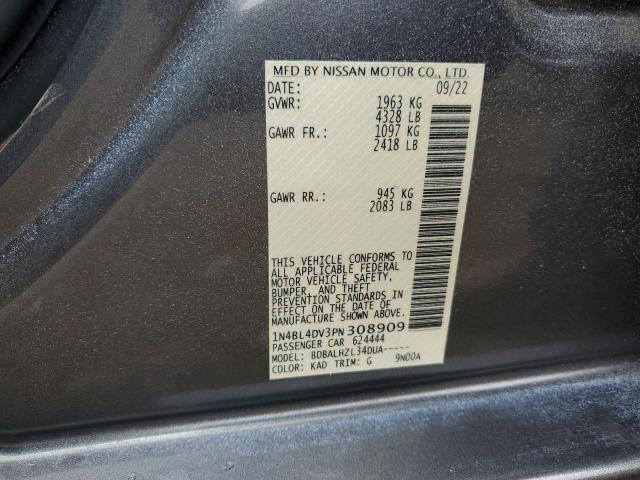 MFD BY NISSAN MOTOR CO., LTD.
DATE: 09/22
GVWR: 1963 KG
4328 LB
GAWR FR.: 1097 KG
2418 LB
GAWR RR.: 945 KG
2083 LB
THIS VEHICLE CONFORMS TO
ALL APPLICABLE FEDERAL
MOTOR VEHICLE SAFETY,
BUMPER, AND THEFT
PREVENTION STANDARDS IN
EFFECT ON THE DATE OF
MANUFACTURE SHOWN ABOVE.
1N4BL4DV3PN308909
PASSENGER CAR 624444
MODEL: BDBALHZL34DUA-----
COLOR: KAD TRIM: G 9N00A